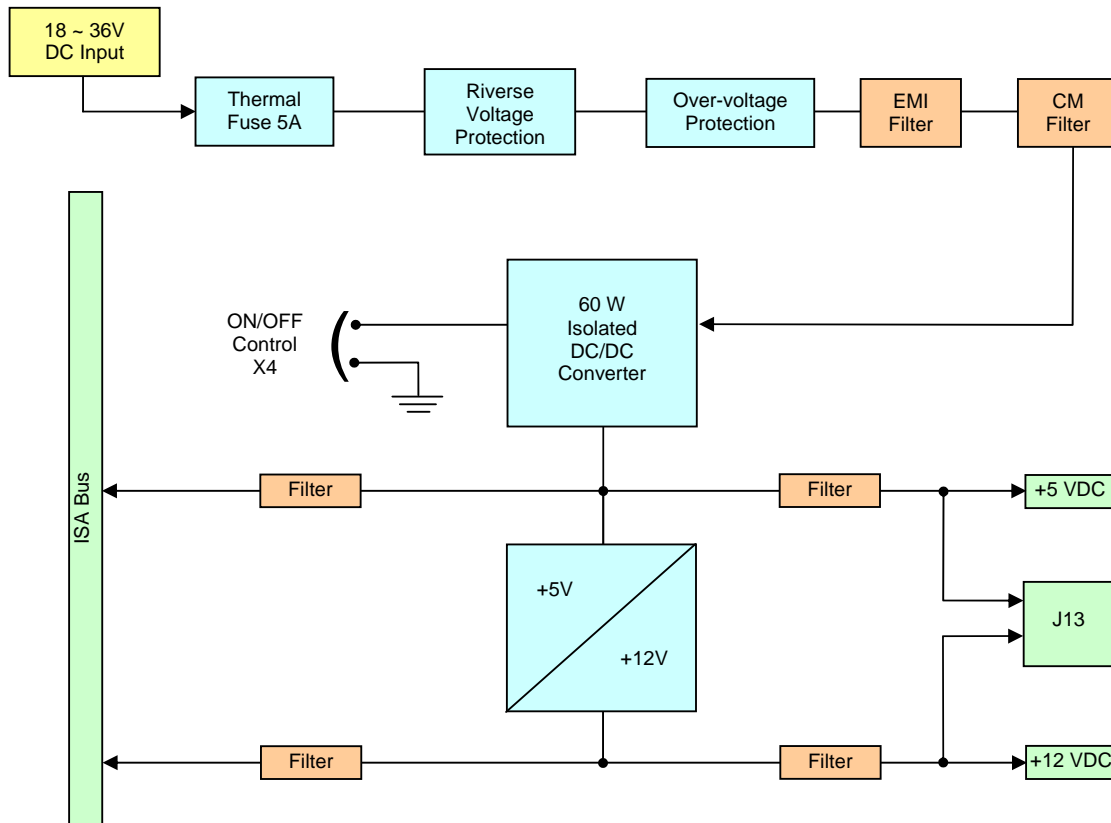 18 ~ 36V
DC Input
Thermal
Fuse 5A
Riverse
Voltage
Protection
Over-voltage
Protection
EMI
Filter
CM
Filter
ON/OFF
Control
X4
60 W
Isolated
DC/DC
Converter
ISA Bus
Filter
Filter
+5 VDC
+5V
+12V
J13
Filter
Filter
+12 VDC